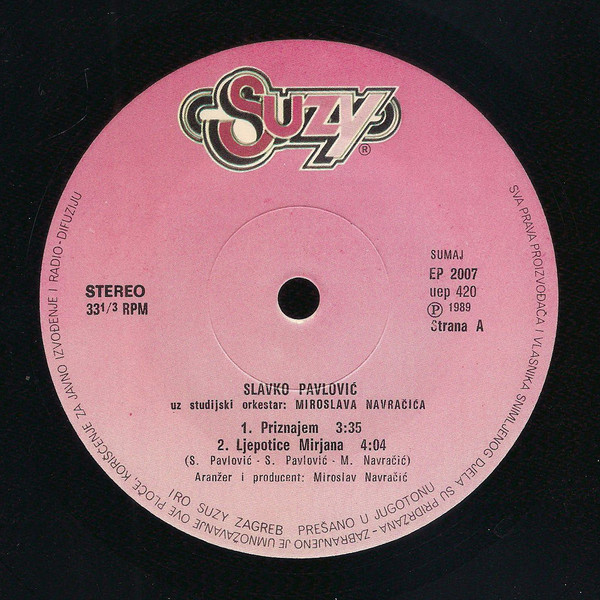 SUZY®
STEREO
33 1/3 RPM
SUMAJ
EP 2007
uep 420
Ⓟ 1989
Strana A
SLAVKO PAVLOVIĆ
uz studijski orkestar: MIROSLAVA NAVRAČIĆA
1. Priznajem 3:35
2. Ljepotice Mirjana 4:04
(S. Pavlović - S. Pavlović - M. Navračić)
Aranžer i producent: Miroslav Navračić
IRO SUZY ZAGREB PREŠANO U JUGOTONU
SVA PRAVA PROIZVOĐAČA I VLASNIKA SNIMLJENOG DJELA SU PRIDRŽANA - ZABRANJENO JE UMNOŽAVANJE OVE PLOČE, KORIŠĆENJE ZA JAVNO IZVOĐENJE I RADIO-DIFUZIJU